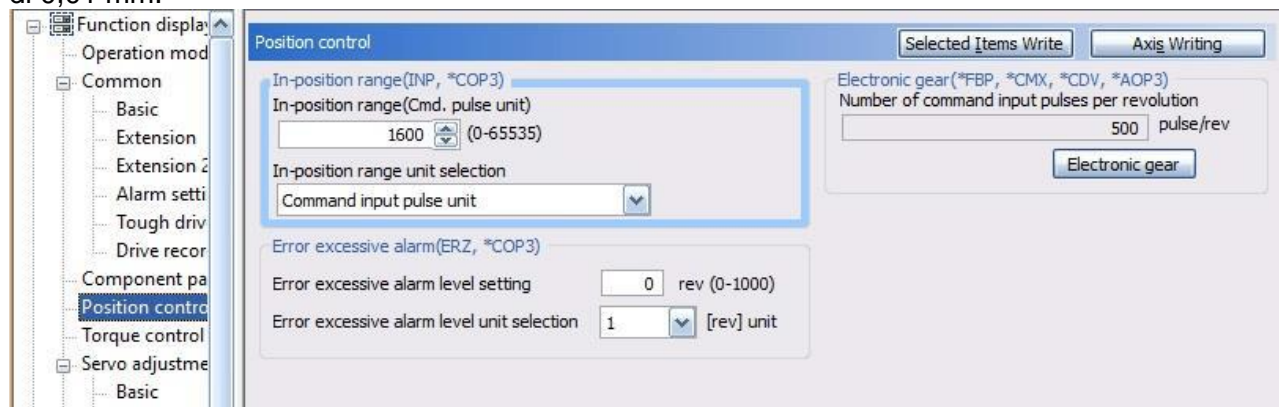 di 0,01 mm.
Function display
Operation mod
Common
Basic
Extension
Extension 2
Alarm setti
Tough driv
Drive recor
Component pa
Position contro
Torque control
Servo adjustme
Basic
Position control
Selected Items Write
Axis Writing
In-position range(INP, *COP3)
In-position range(Cmd. pulse unit)
1600 (0-65535)
In-position range unit selection
Command input pulse unit
Error excessive alarm(ERZ, *COP3)
Error excessive alarm level setting 0 rev (0-1000)
Error excessive alarm level unit selection 1 [rev] unit
Electronic gear(*FBP, *CMX, *CDV, *AOP3)
Number of command input pulses per revolution
500 pulse/rev
Electronic gear